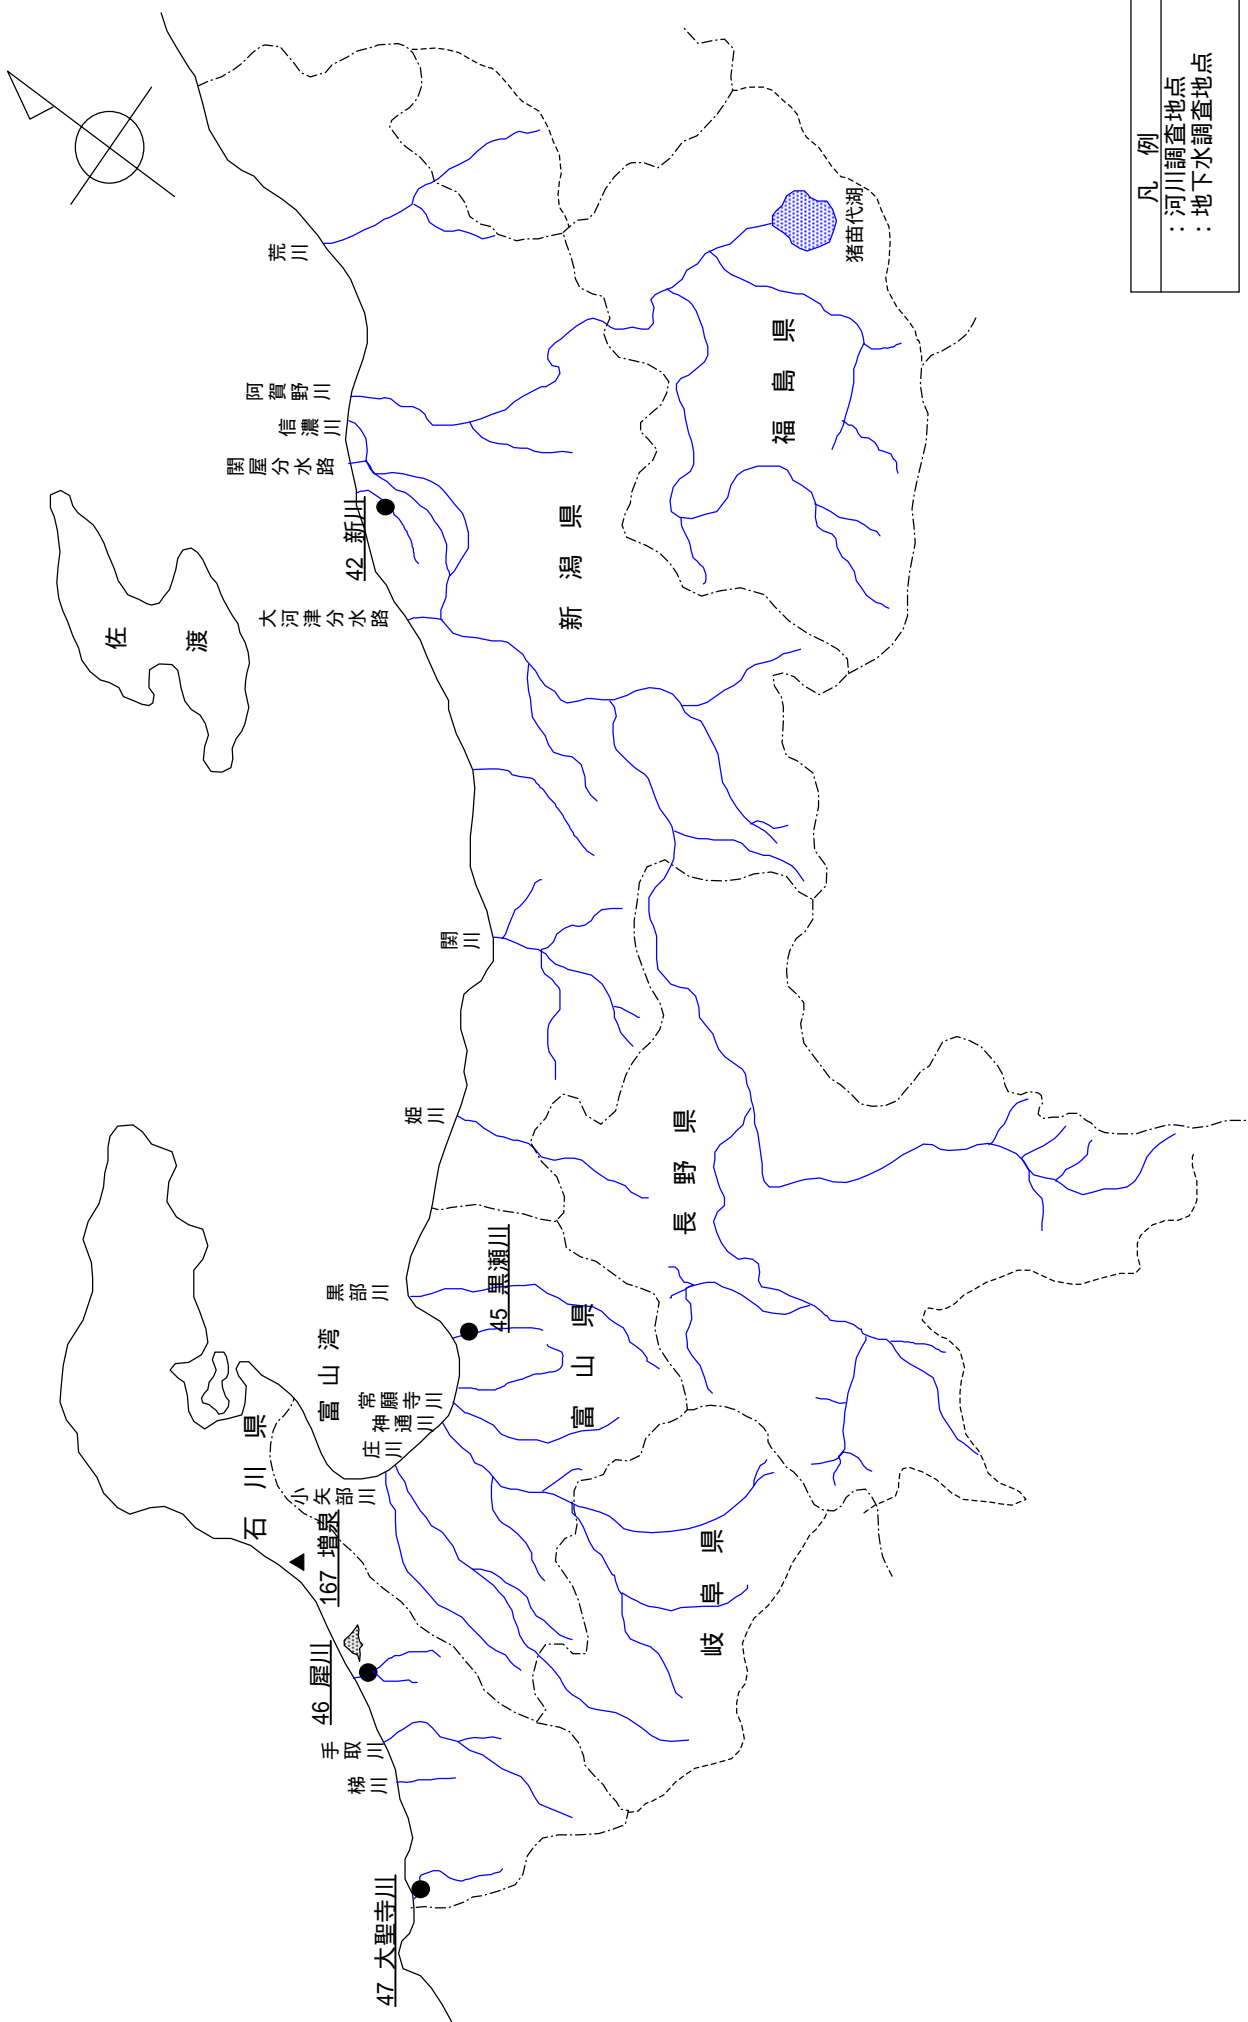 荒川
阿賀野川
信濃川
関屋分水路
42 新川
大河津分水路
佐渡
猪苗代湖
福島県
新潟県
関川
姫川
長野県
黒部川
45 黒瀬川
富山湾
富山県
常願寺川
神通川
庄川
小矢部川
石川県
167 増泉
岐阜県
46 犀川
手取川
梯川
47 大聖寺川
凡例
：河川調査地点
：地下水調査地点